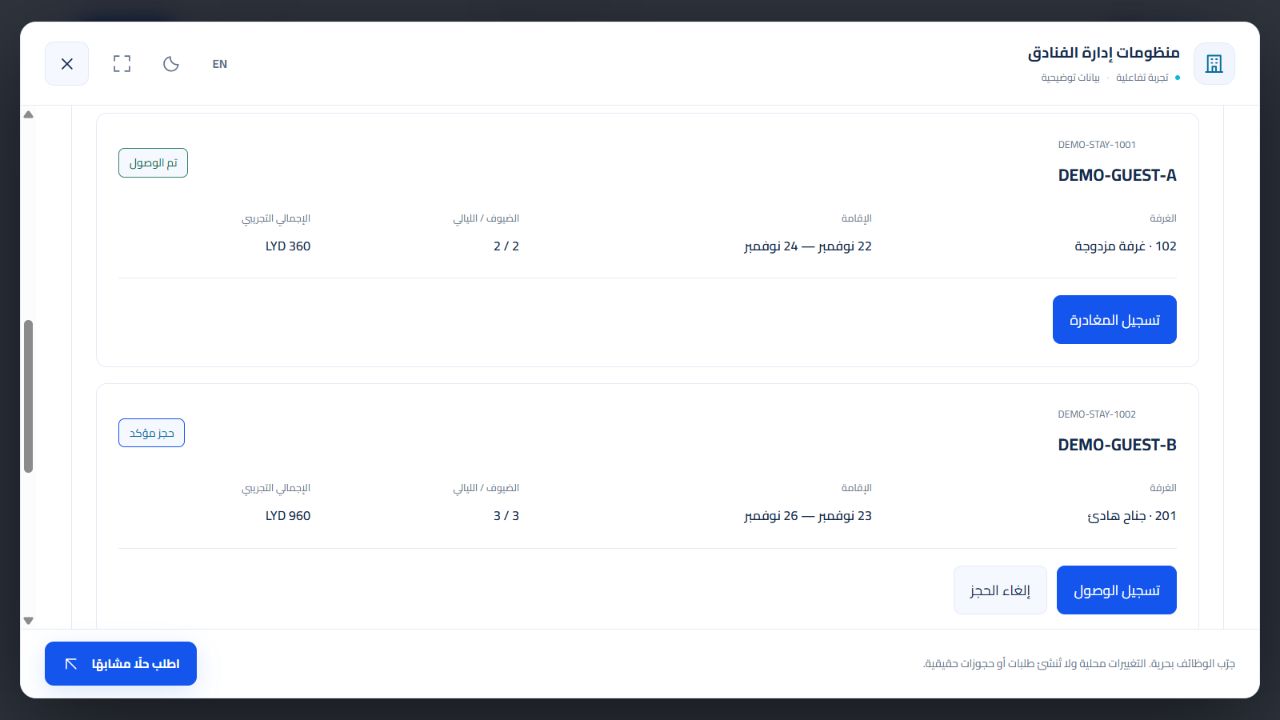 منظومات إدارة الفنادق
تجربة تفاعلية · بيانات توضيحية
EN
DEMO-STAY-1001
DEMO-GUEST-A
تم الوصول
الغرفة
الإقامة
الضيوف / الليالي
الإجمالي التجريبي
102 · غرفة مزدوجة
22 نوفمبر — 24 نوفمبر
2 / 2
LYD 360
تسجيل المغادرة
DEMO-STAY-1002
DEMO-GUEST-B
حجز مؤكد
الغرفة
الإقامة
الضيوف / الليالي
الإجمالي التجريبي
201 · جناح هادئ
23 نوفمبر — 26 نوفمبر
3 / 3
LYD 960
تسجيل الوصول
إلغاء الحجز
جرّب الوظائف بحرية. التغييرات محلية ولا تُنشئ طلبات أو حجوزات حقيقية.
اطلب حلًا مشابهًا